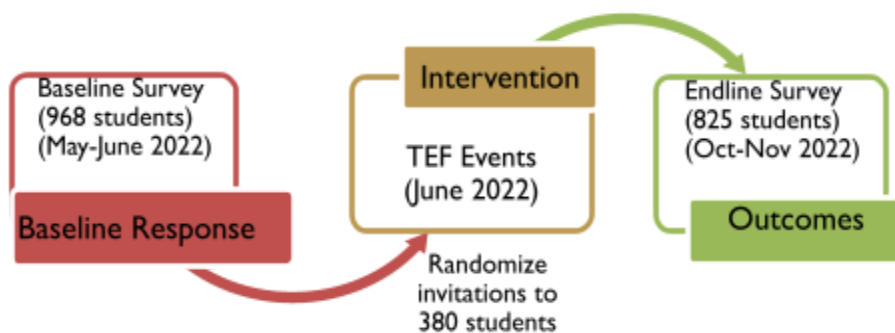 Baseline Survey
(968 students)
(May-June 2022)
Baseline Response
Intervention
TEF Events
(June 2022)
Randomize
invitations to
380 students
Endline Survey
(825 students)
(Oct-Nov 2022)
Outcomes